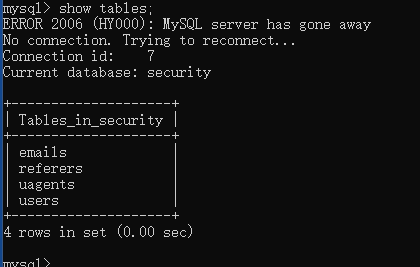 mysql> show tables;
ERROR 2006 (HY000): MySQL server has gone away
No connection. Trying to reconnect...
Connection id:    7
Current database: security

+--------------------+
| Tables_in_security |
+--------------------+
| emails             |
| referers           |
| uagents            |
| users              |
+--------------------+
4 rows in set (0.00 sec)

mysql>